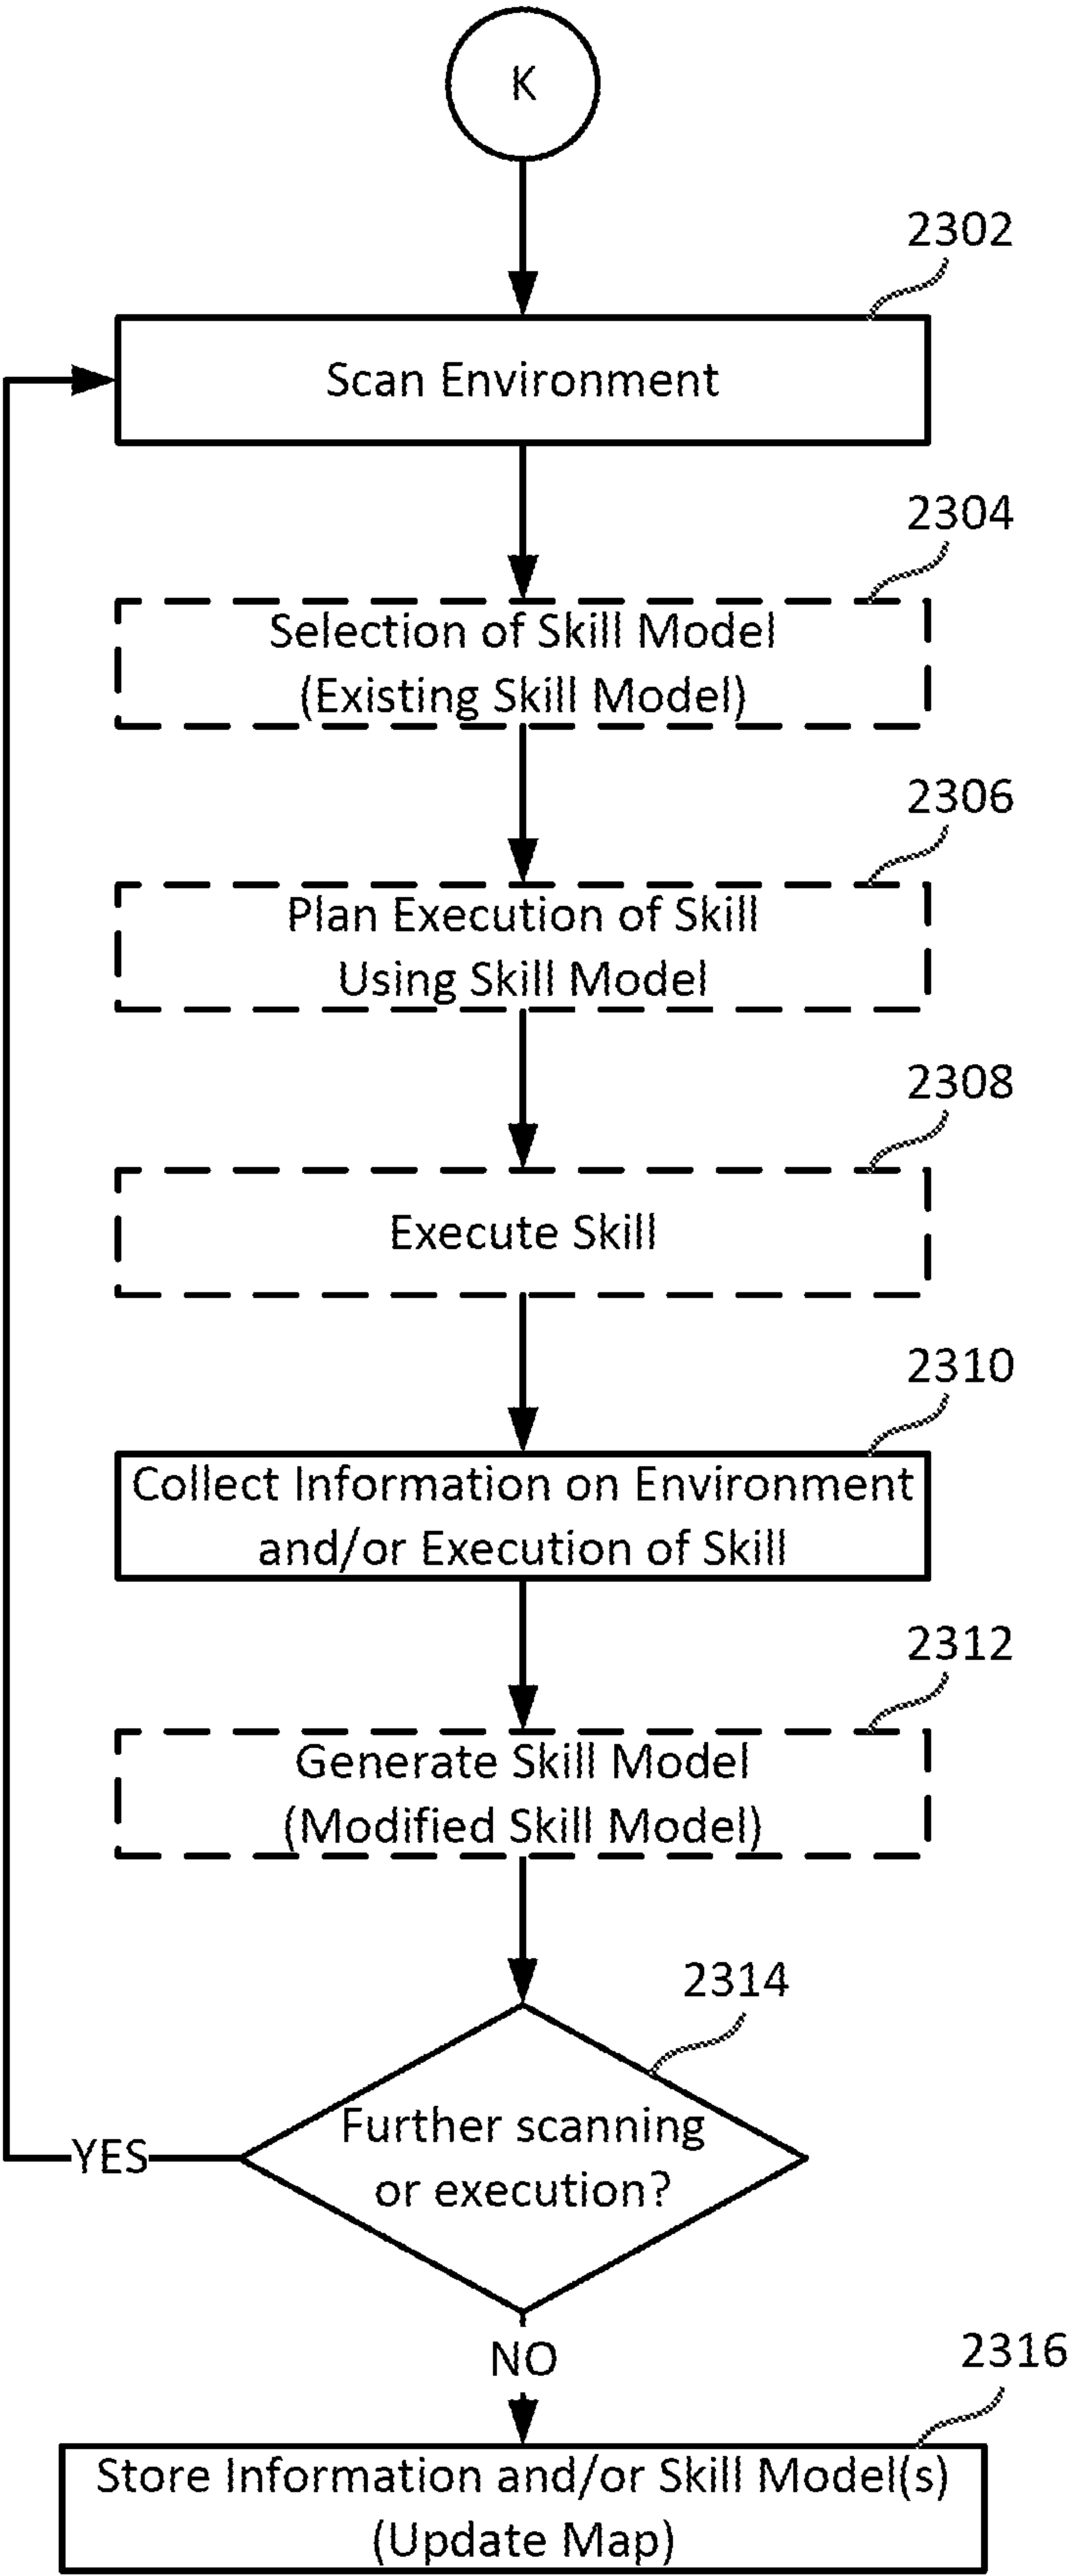 K
2302
Scan Environment
2304
Selection of Skill Model
(Existing Skill Model)
2306
Plan Execution of Skill
Using Skill Model
2308
Execute Skill
2310
Collect Information on Environment
and/or Execution of Skill
2312
Generate Skill Model
(Modified Skill Model)
2314
Further scanning
or execution?
YES
NO
2316
Store Information and/or Skill Model(s)
(Update Map)